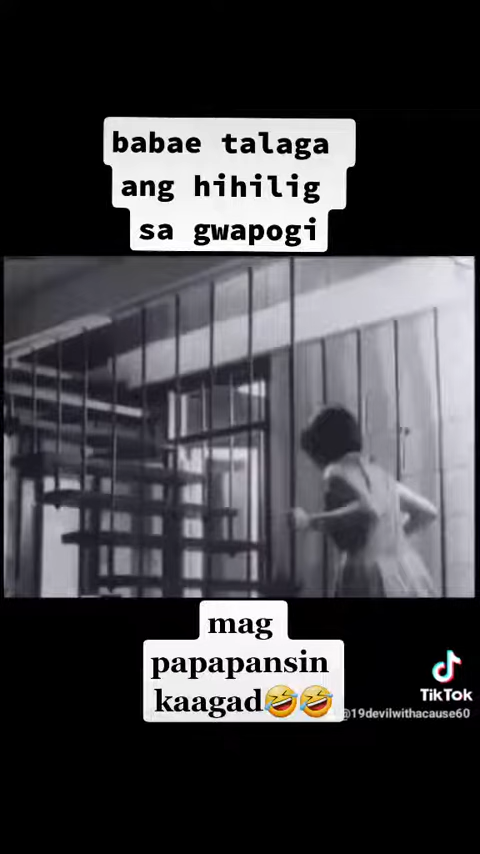 babae talaga
ang hihilig
sa gwapogi
mag
papapansin
kaagad🤣🤣
TikTok
@19devilwithacause60